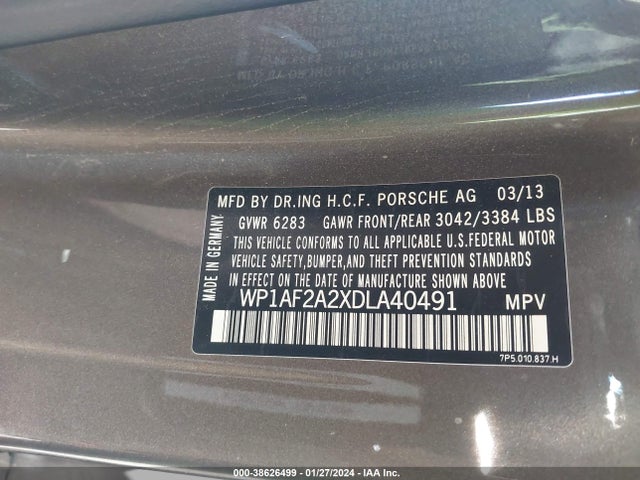 MFD BY DR.ING H.C.F. PORSCHE AG 03/13
GVWR 6283 GAWR FRONT/REAR 3042/3384 LBS
THIS VEHICLE CONFORMS TO ALL APPLICABLE U.S.FEDERAL MOTOR
VEHICLE SAFETY,BUMPER,AND THEFT PREVENTION STANDARDS
IN EFFECT ON THE DATE OF MANUFACTURE SHOWN ABOVE
WP1AF2A2XDLA40491 MPV
MADE IN GERMANY
7P5.010.837.H
000-38626499 - 01/27/2024 - IAA Inc.